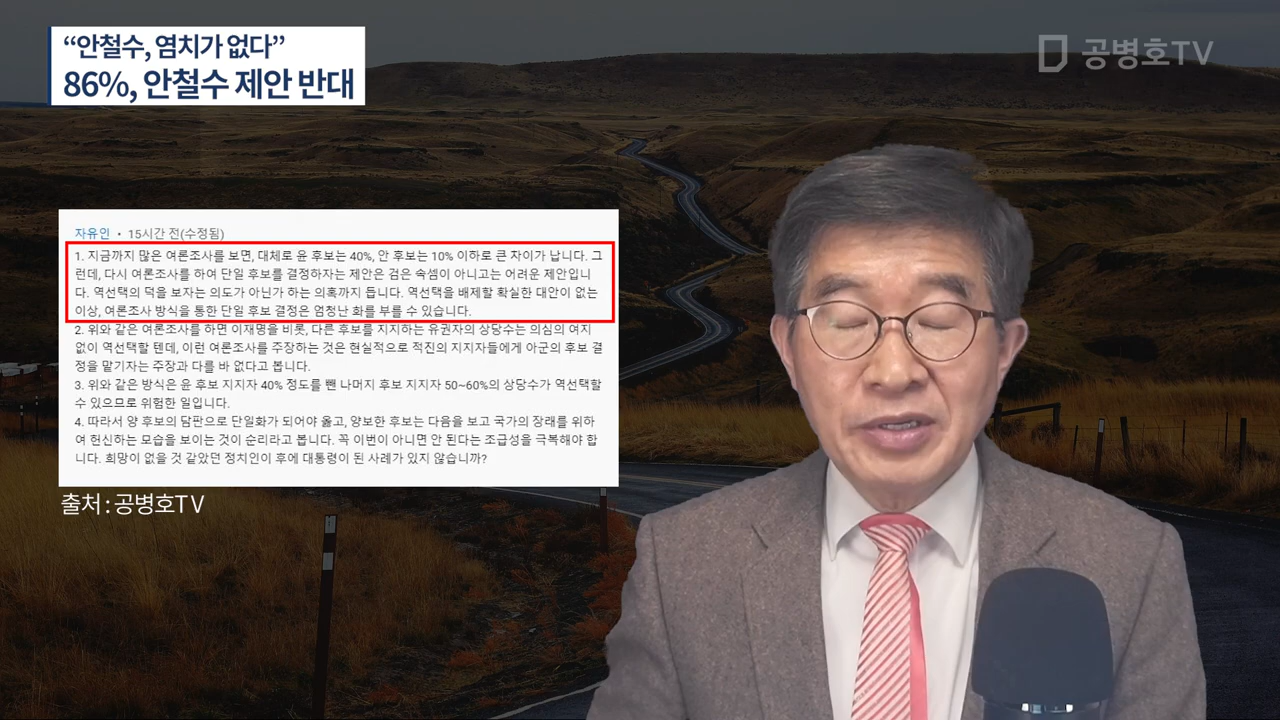 “안철수, 염치가 없다”
86%, 안철수 제안 반대
공병호TV
자유인 • 15시간 전(수정됨)
1. 지금까지 많은 여론조사를 보면, 대체로 윤 후보는 40%, 안 후보는 10% 이하로 큰 차이가 납니다. 그
런데, 다시 여론조사를 하여 단일 후보를 결정하자는 제안은 검은 속셈이 아니고는 어려운 제안입니
다. 역선택의 덕을 보자는 의도가 아닌가 하는 의혹까지 듭니다. 역선택을 배제할 확실한 대안이 없는
이상, 여론조사 방식을 통한 단일 후보 결정은 엄청난 화를 부를 수 있습니다.
2. 위와 같은 여론조사를 하면 이재명을 비롯, 다른 후보를 지지하는 유권자의 상당수는 의심의 여지
없이 역선택할 텐데, 이런 여론조사를 주장하는 것은 현실적으로 적진의 지지자들에게 아군의 후보 결
정을 맡기자는 주장과 다를 바 없다고 봅니다.
3. 위와 같은 방식은 윤 후보 지지자 40% 정도를 뺀 나머지 후보 지지자 50~60%의 상당수가 역선택할
수 있으므로 위험한 일입니다.
4. 따라서 양 후보의 담판으로 단일화가 되어야 옳고, 양보한 후보는 다음을 보고 국가의 장래를 위하
여 헌신하는 모습을 보이는 것이 순리라고 봅니다. 꼭 이번이 아니면 안 된다는 조급성을 극복해야 합
니다. 희망이 없을 것 같았던 정치인이 후에 대통령이 된 사례가 있지 않습니까?
출처 : 공병호TV